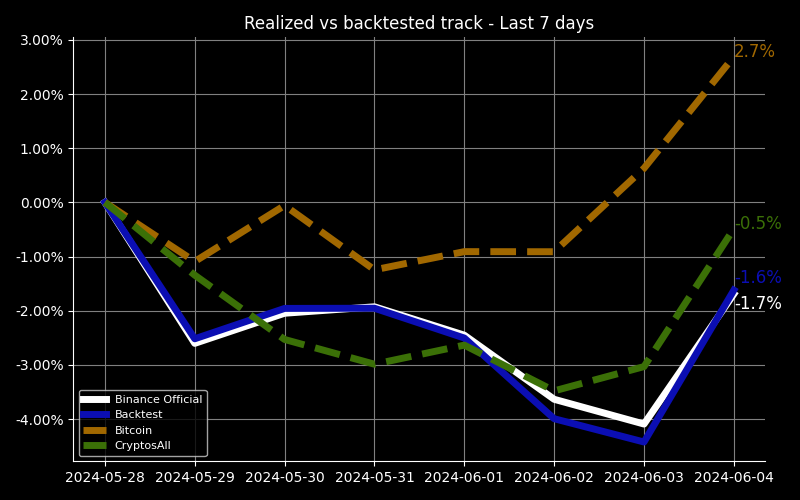 Realized vs backtested track - Last 7 days
3.00%
2.00%
1.00%
0.00%
-1.00%
-2.00%
-3.00%
-4.00%
2.7%
-0.5%
-1.6%
-1.7%
Binance Official
Backtest
Bitcoin
CryptosAll
2024-05-28 2024-05-29 2024-05-30 2024-05-31 2024-06-01 2024-06-02 2024-06-03 2024-06-04